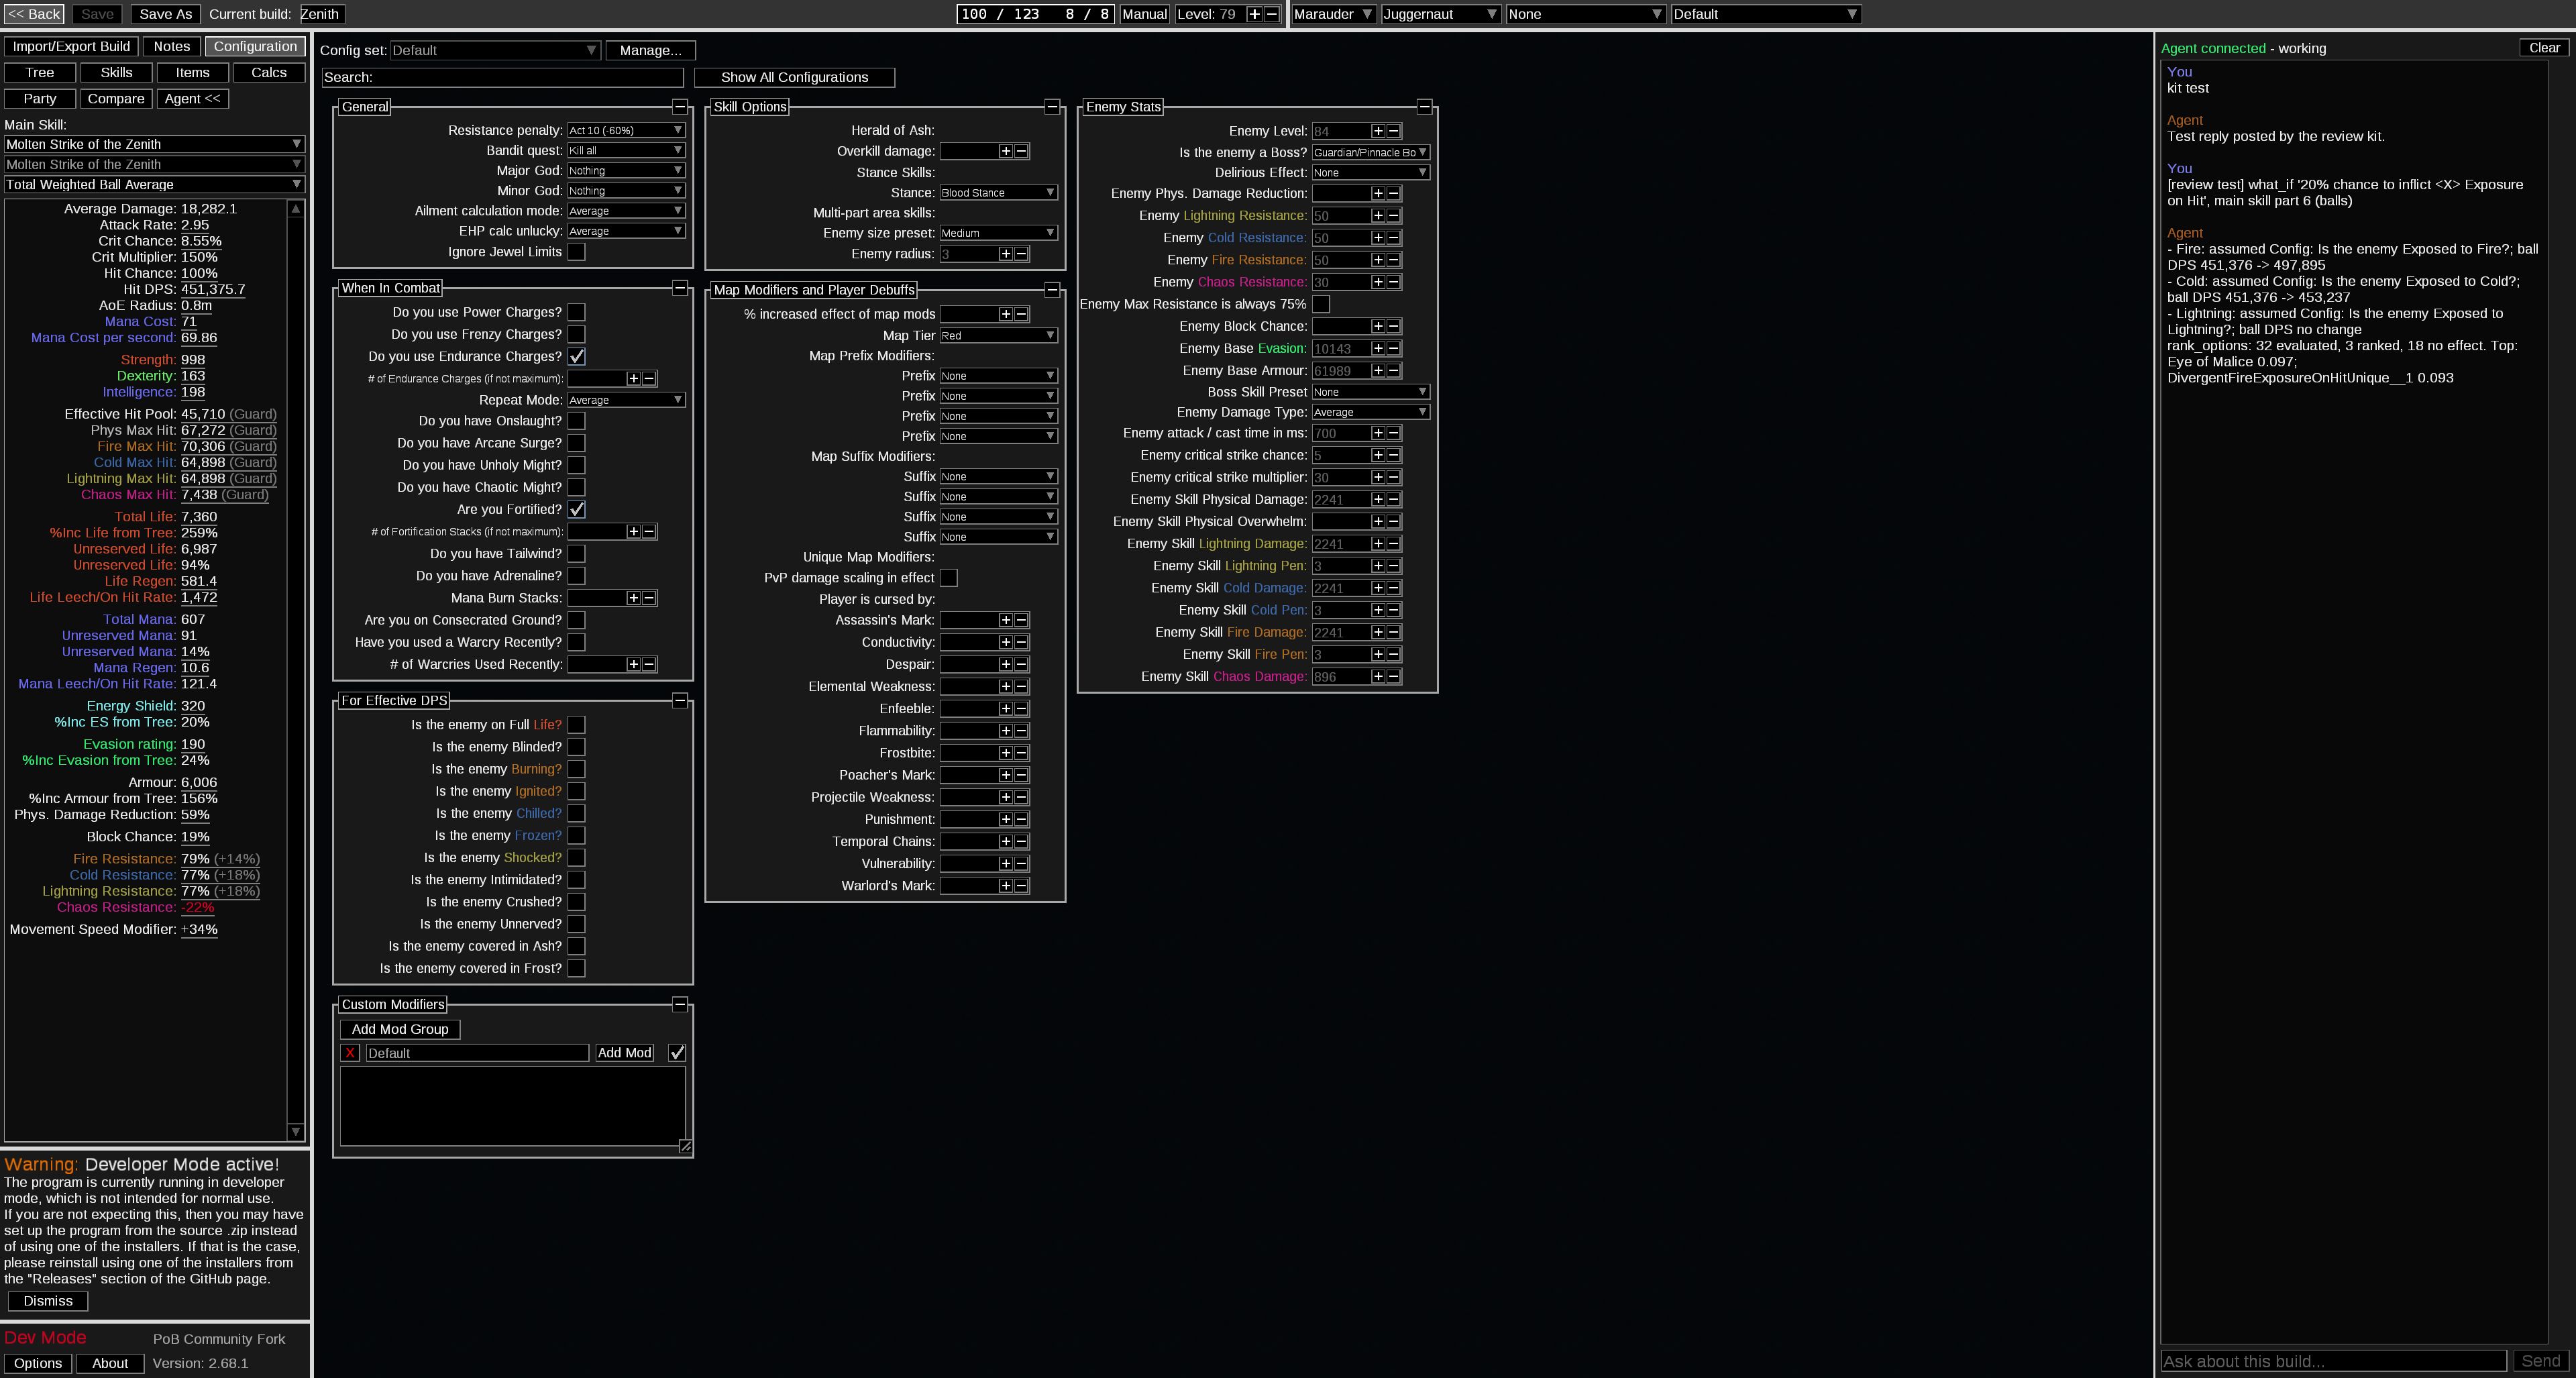 << Back
Save
Save As
Current build:
Zenith
100 / 123 8 / 8
Manual
Level: 79
Marauder
Juggernaut
None
Default
Import/Export Build
Notes
Configuration
Tree
Skills
Items
Calcs
Party
Compare
Agent <<
Main Skill:
Molten Strike of the Zenith
Molten Strike of the Zenith
Total Weighted Ball Average
Average Damage: 18,282.1
Attack Rate: 2.95
Crit Chance: 8.55%
Crit Multiplier: 150%
Hit Chance: 100%
Hit DPS: 451,375.7
AoE Radius: 0.8m
Mana Cost: 71
Mana Cost per second: 69.86
Strength: 998
Dexterity: 163
Intelligence: 198
Effective Hit Pool: 45,710 (Guard)
Phys Max Hit: 67,272 (Guard)
Fire Max Hit: 70,306 (Guard)
Cold Max Hit: 64,898 (Guard)
Lightning Max Hit: 64,898 (Guard)
Chaos Max Hit: 7,438 (Guard)
Total Life: 7,360
%Inc Life from Tree: 259%
Unreserved Life: 6,987
Unreserved Life: 94%
Life Regen: 581.4
Life Leech/On Hit Rate: 1,472
Total Mana: 607
Unreserved Mana: 91
Unreserved Mana: 14%
Mana Regen: 10.6
Mana Leech/On Hit Rate: 121.4
Energy Shield: 320
%Inc ES from Tree: 20%
Evasion rating: 190
%Inc Evasion from Tree: 24%
Armour: 6,006
%Inc Armour from Tree: 156%
Phys. Damage Reduction: 59%
Block Chance: 19%
Fire Resistance: 79% (+14%)
Cold Resistance: 77% (+18%)
Lightning Resistance: 77% (+18%)
Chaos Resistance: -22%
Movement Speed Modifier: +34%
Warning: Developer Mode active!
The program is currently running in developer
mode, which is not intended for normal use.
If you are not expecting this, then you may have
set up the program from the source .zip instead
of using one of the installers. If that is the case,
please reinstall using one of the installers from
the "Releases" section of the GitHub page.
Dismiss
Dev Mode
PoB Community Fork
Options
About
Version: 2.68.1
Config set: Default
Manage...
Search:
Show All Configurations
General
Resistance penalty: Act 10 (-60%)
Bandit quest: Kill all
Major God: Nothing
Minor God: Nothing
Ailment calculation mode: Average
EHP calc unlucky: Average
Ignore Jewel Limits
When In Combat
Do you use Power Charges?
Do you use Frenzy Charges?
Do you use Endurance Charges?
# of Endurance Charges (if not maximum):
Repeat Mode: Average
Do you have Onslaught?
Do you have Arcane Surge?
Do you have Unholy Might?
Do you have Chaotic Might?
Are you Fortified?
# of Fortification Stacks (if not maximum):
Do you have Tailwind?
Do you have Adrenaline?
Mana Burn Stacks:
Are you on Consecrated Ground?
Have you used a Warcry Recently?
# of Warcries Used Recently:
For Effective DPS
Is the enemy on Full Life?
Is the enemy Blinded?
Is the enemy Burning?
Is the enemy Ignited?
Is the enemy Chilled?
Is the enemy Frozen?
Is the enemy Shocked?
Is the enemy Intimidated?
Is the enemy Crushed?
Is the enemy Unnerved?
Is the enemy covered in Ash?
Is the enemy covered in Frost?
Custom Modifiers
Add Mod Group
X
Default
Add Mod
Skill Options
Herald of Ash:
Overkill damage:
Stance Skills:
Stance: Blood Stance
Multi-part area skills:
Enemy size preset: Medium
Enemy radius: 3
Map Modifiers and Player Debuffs
% increased effect of map mods
Map Tier Red
Map Prefix Modifiers:
Prefix None
Prefix None
Prefix None
Prefix None
Map Suffix Modifiers:
Suffix None
Suffix None
Suffix None
Suffix None
Unique Map Modifiers:
PvP damage scaling in effect
Player is cursed by:
Assassin's Mark:
Conductivity:
Despair:
Elemental Weakness:
Enfeeble:
Flammability:
Frostbite:
Poacher's Mark:
Projectile Weakness:
Punishment:
Temporal Chains:
Vulnerability:
Warlord's Mark:
Enemy Stats
Enemy Level: 84
Is the enemy a Boss? Guardian/Pinnacle Bo
Delirious Effect: None
Enemy Phys. Damage Reduction:
Enemy Lightning Resistance: 50
Enemy Cold Resistance: 50
Enemy Fire Resistance: 50
Enemy Chaos Resistance: 30
Enemy Max Resistance is always 75%
Enemy Block Chance:
Enemy Base Evasion: 10143
Enemy Base Armour: 61989
Boss Skill Preset None
Enemy Damage Type: Average
Enemy attack / cast time in ms: 700
Enemy critical strike chance: 5
Enemy critical strike multiplier: 30
Enemy Skill Physical Damage: 2241
Enemy Skill Physical Overwhelm:
Enemy Skill Lightning Damage: 2241
Enemy Skill Lightning Pen: 3
Enemy Skill Cold Damage: 2241
Enemy Skill Cold Pen: 3
Enemy Skill Fire Damage: 2241
Enemy Skill Fire Pen: 3
Enemy Skill Chaos Damage: 896
Agent connected - working
Clear
You
kit test
Agent
Test reply posted by the review kit.
You
[review test] what_if '20% chance to inflict <X> Exposure
on Hit', main skill part 6 (balls)
Agent
- Fire: assumed Config: Is the enemy Exposed to Fire?; ball
DPS 451,376 -> 497,895
- Cold: assumed Config: Is the enemy Exposed to Cold?;
ball DPS 451,376 -> 453,237
- Lightning: assumed Config: Is the enemy Exposed to
Lightning?; ball DPS no change
rank_options: 32 evaluated, 3 ranked, 18 no effect. Top:
Eye of Malice 0.097;
DivergentFireExposureOnHitUnique__1 0.093
Ask about this build...
Send